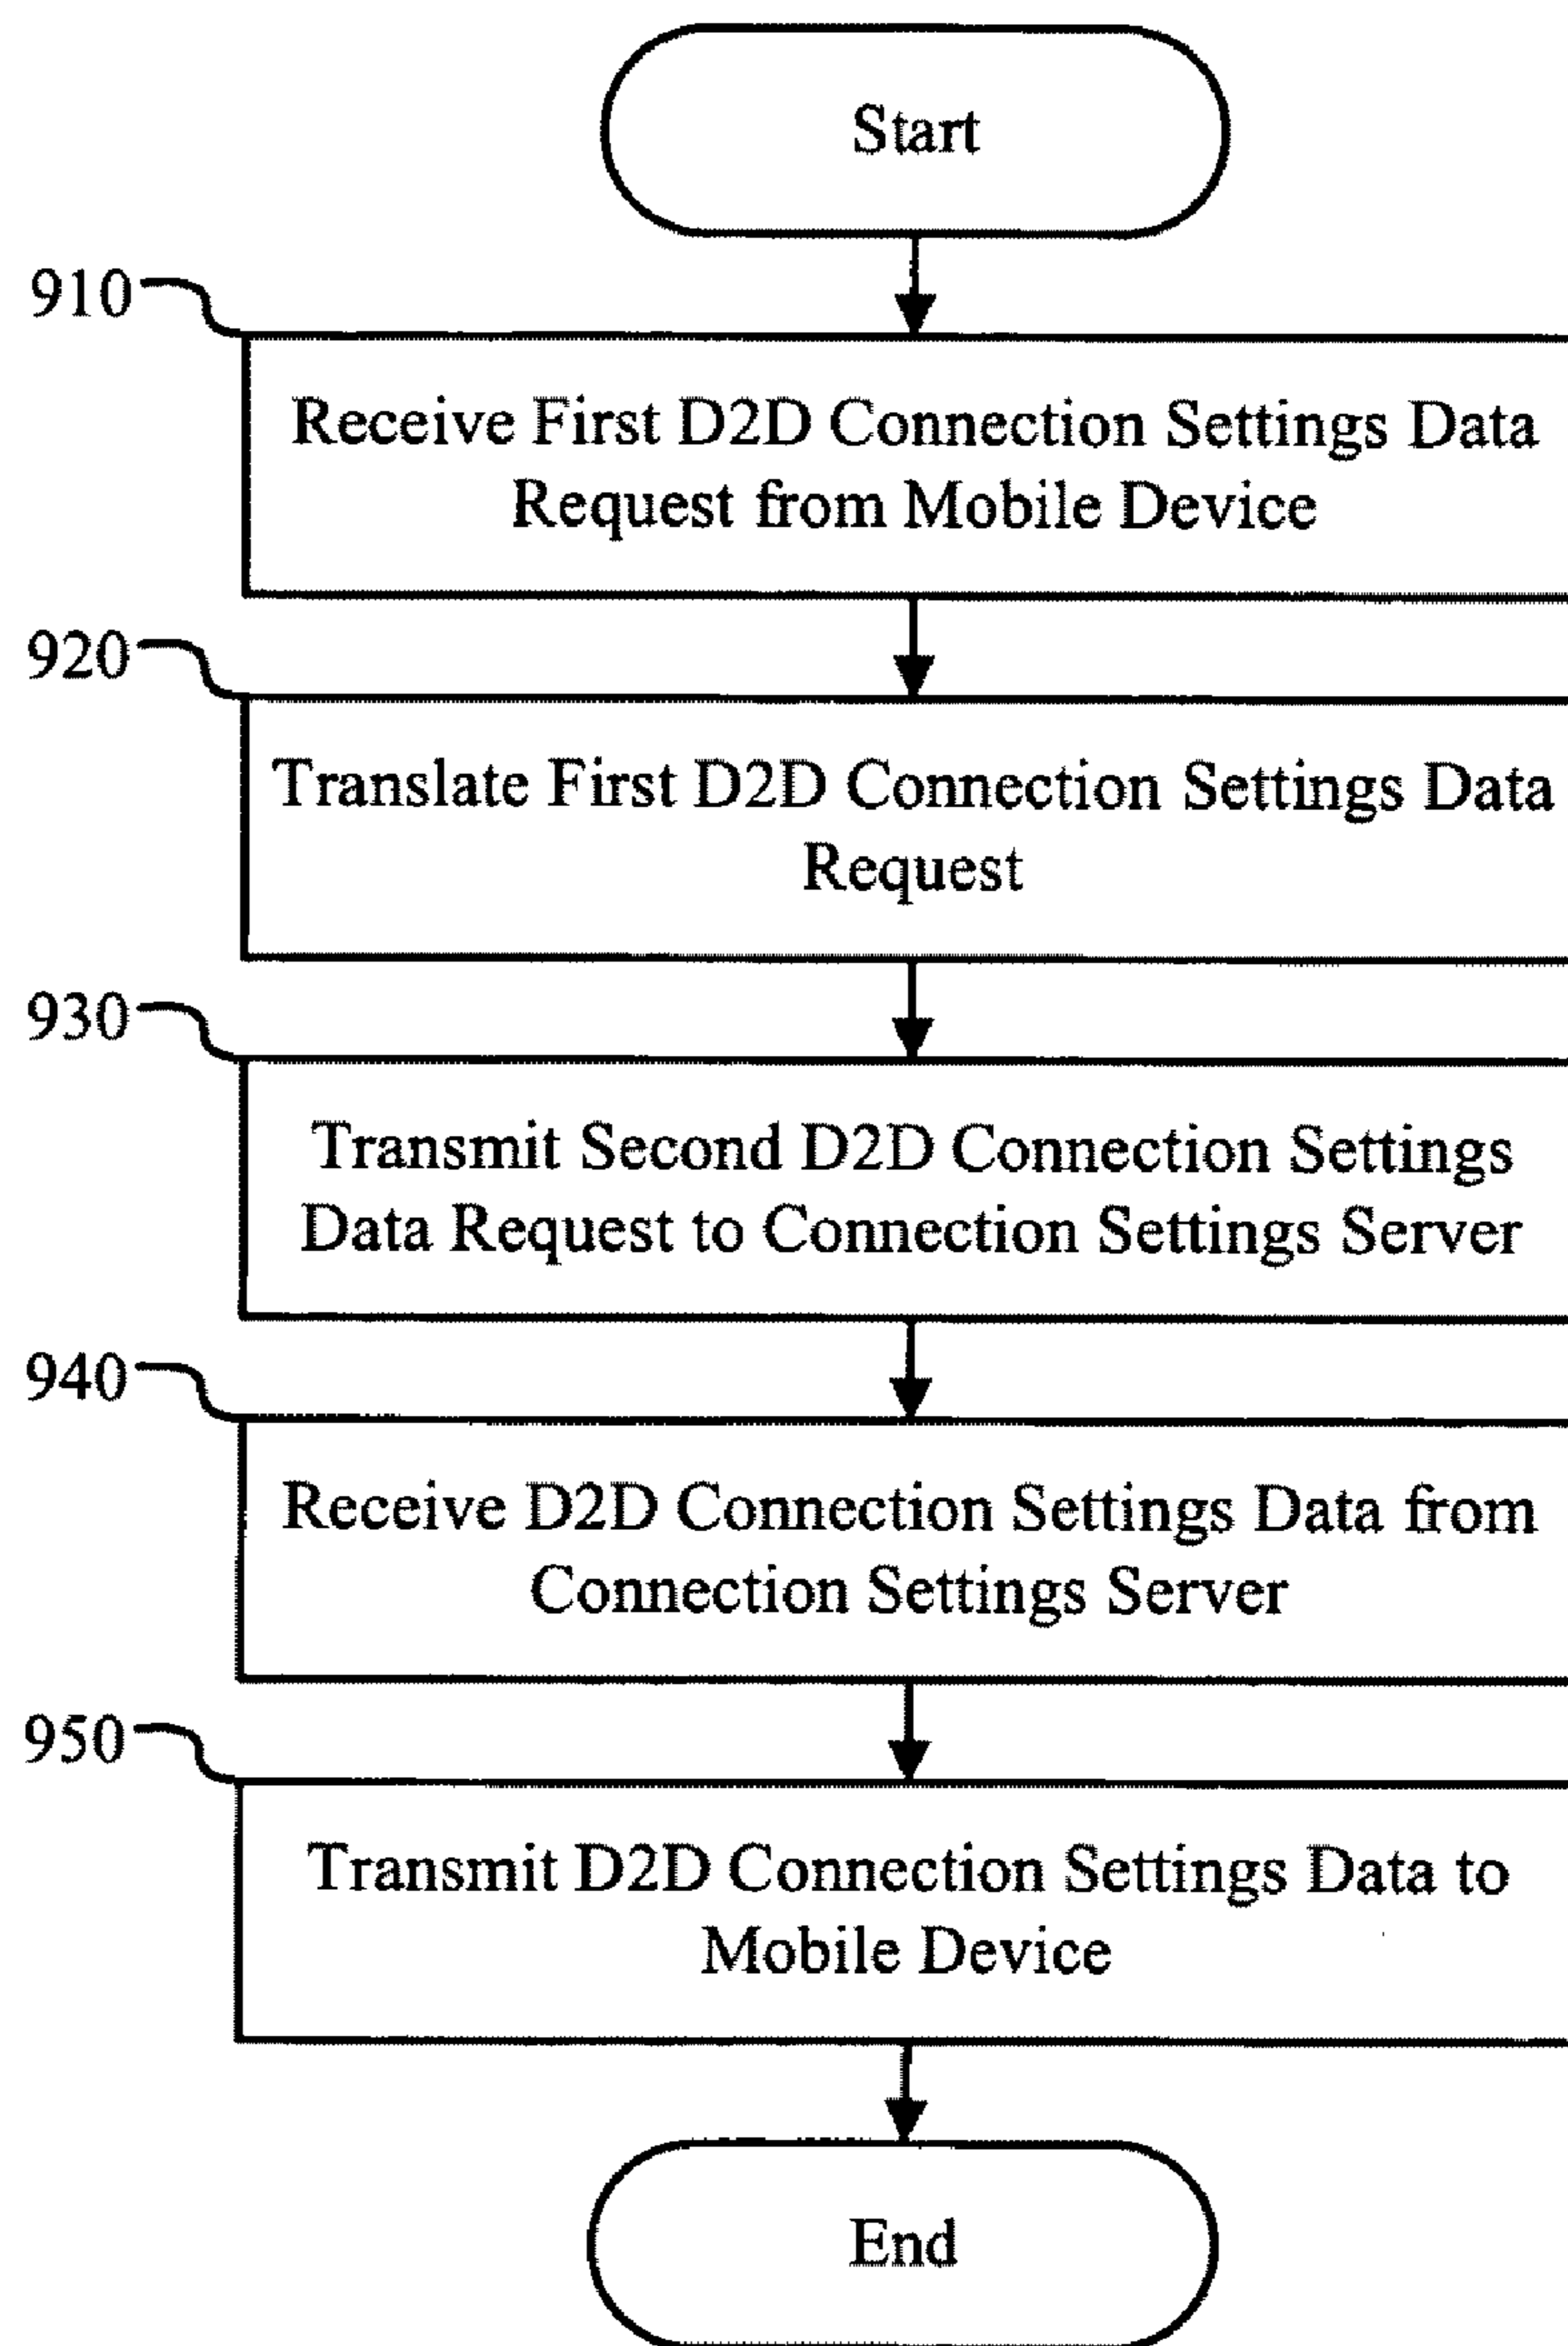 Start
910
Receive First D2D Connection Settings Data
Request from Mobile Device
920
Translate First D2D Connection Settings Data
Request
930
Transmit Second D2D Connection Settings
Data Request to Connection Settings Server
940
Receive D2D Connection Settings Data from
Connection Settings Server
950
Transmit D2D Connection Settings Data to
Mobile Device
End